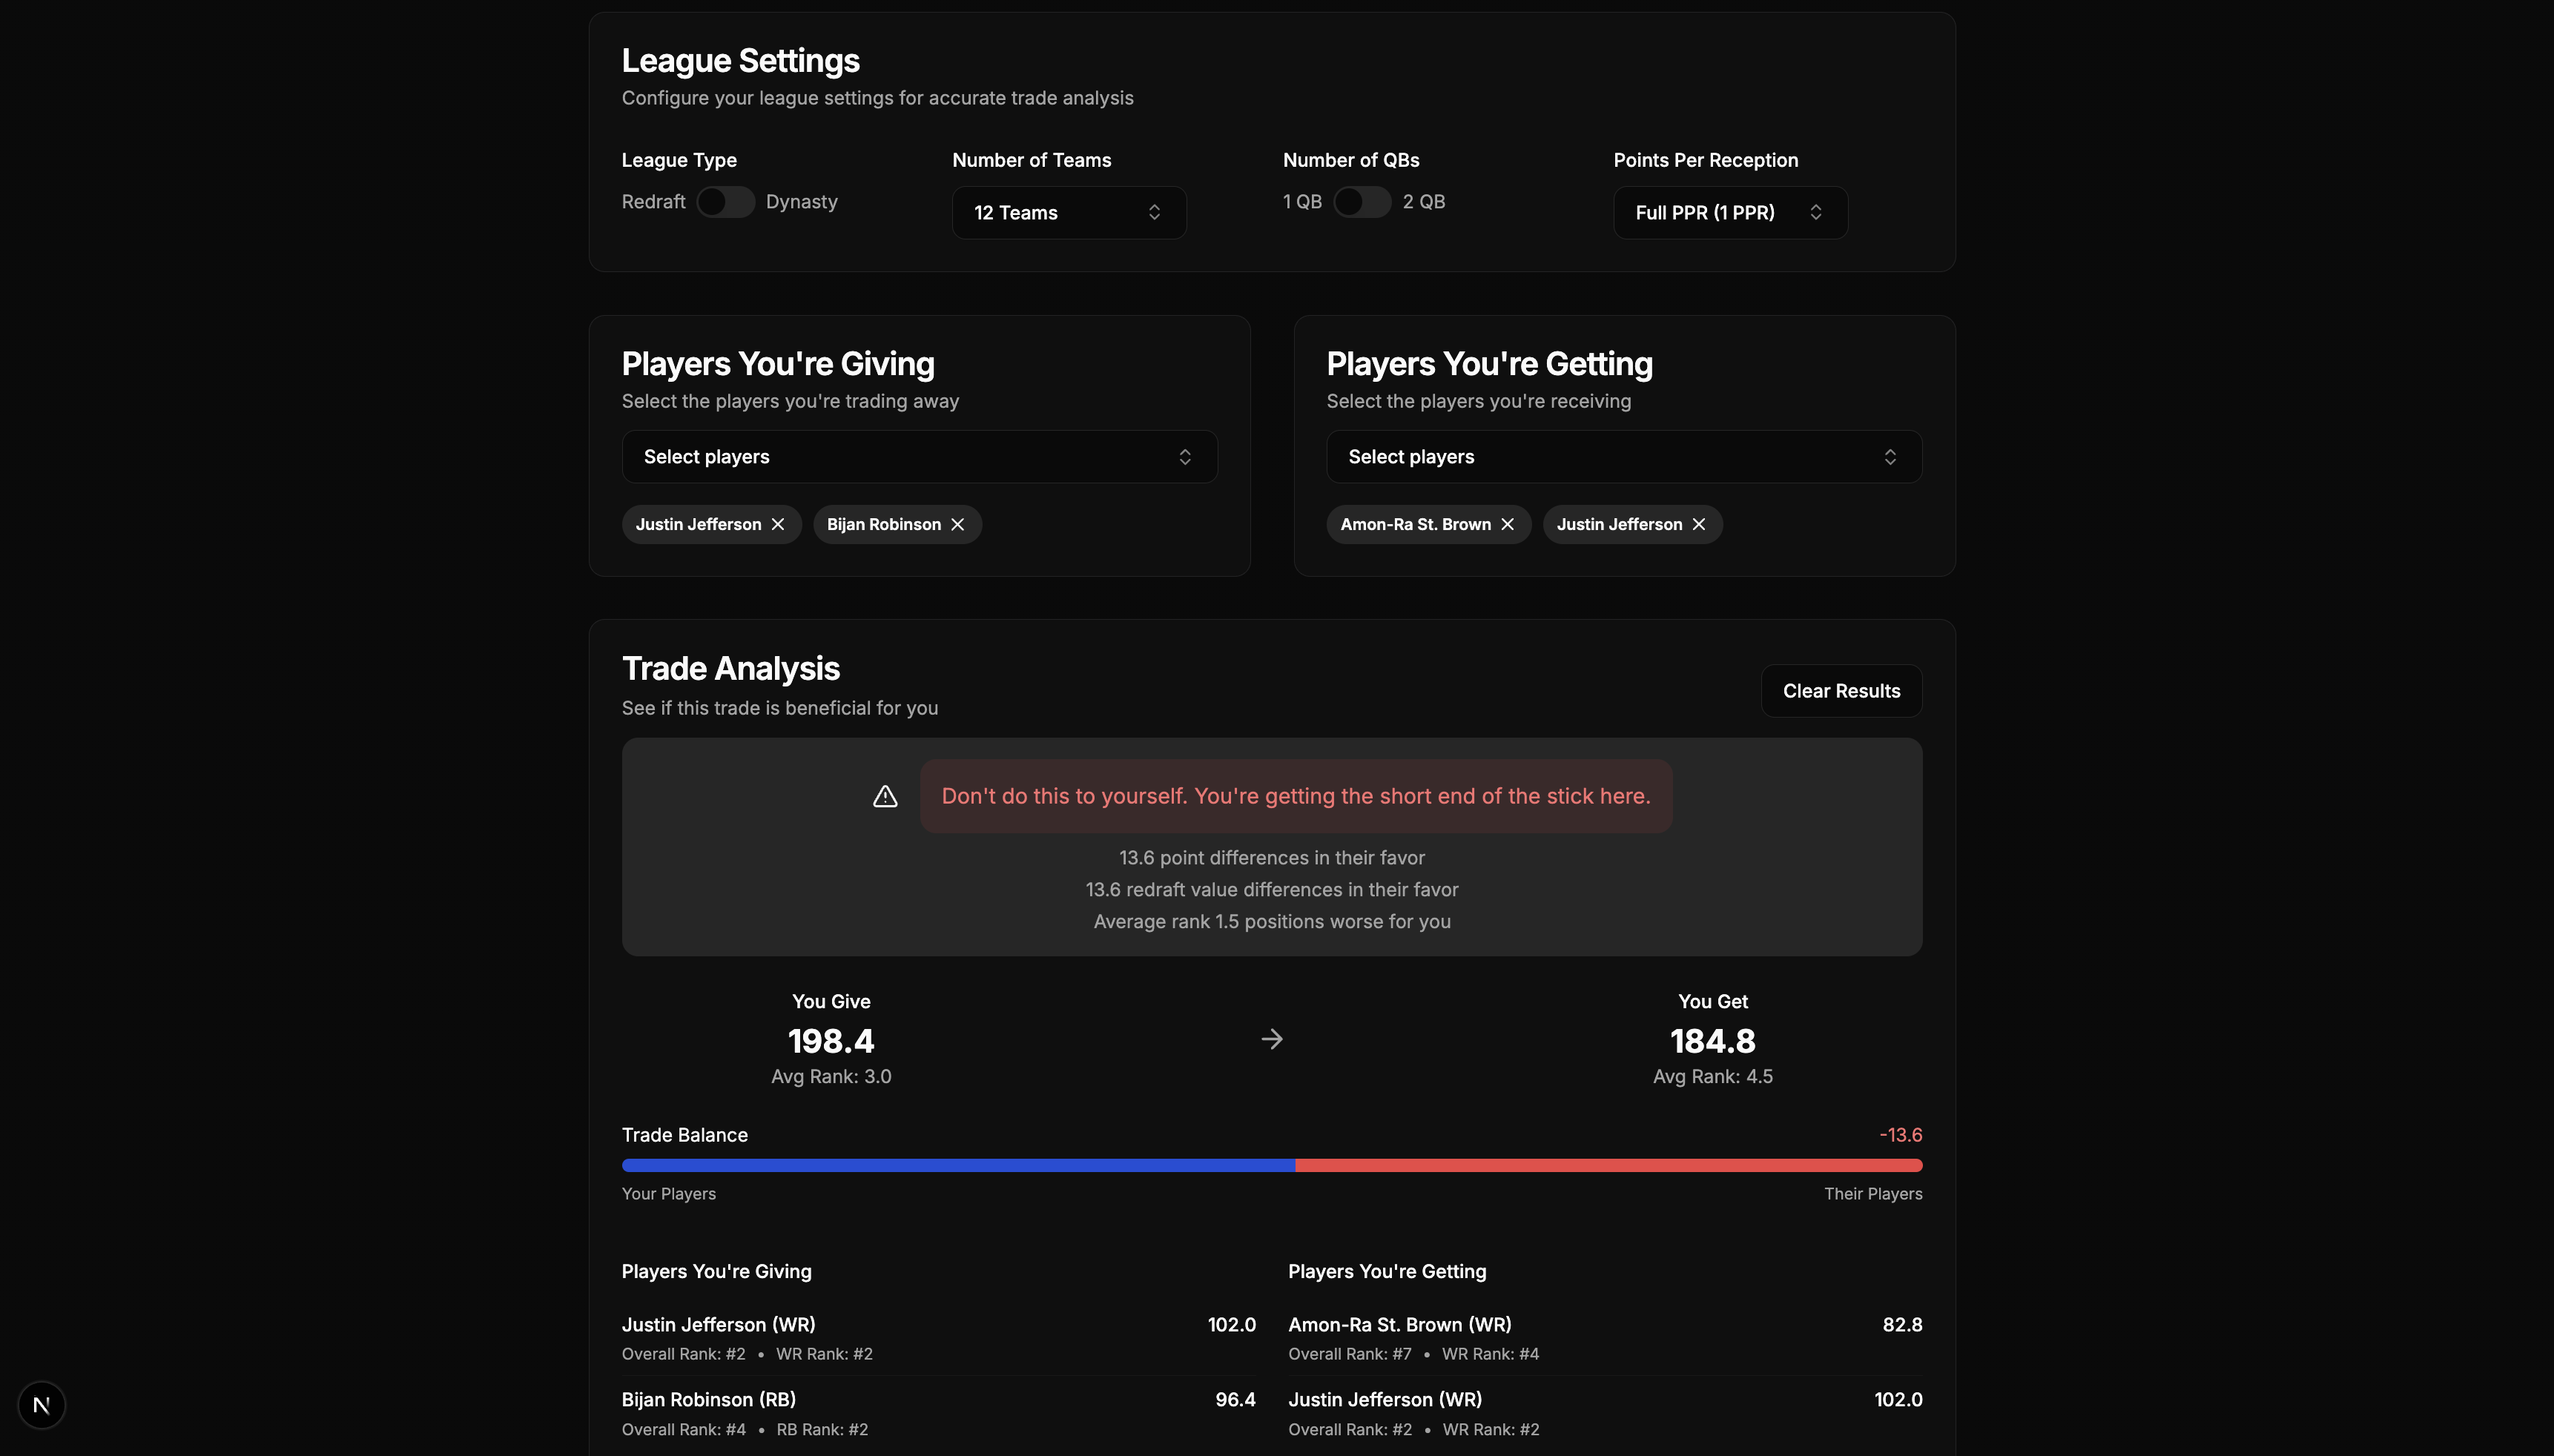 League Settings
Configure your league settings for accurate trade analysis
League Type
Redraft Dynasty
Number of Teams
12 Teams
Number of QBs
1 QB 2 QB
Points Per Reception
Full PPR (1 PPR)
Players You're Giving
Select the players you're trading away
Select players
Justin Jefferson Bijan Robinson
Players You're Getting
Select the players you're receiving
Select players
Amon-Ra St. Brown Justin Jefferson
Trade Analysis
See if this trade is beneficial for you
Clear Results
Don't do this to yourself. You're getting the short end of the stick here.
13.6 point differences in their favor
13.6 redraft value differences in their favor
Average rank 1.5 positions worse for you
You Give
198.4
Avg Rank: 3.0
You Get
184.8
Avg Rank: 4.5
Trade Balance -13.6
Your Players Their Players
Players You're Giving
Justin Jefferson (WR) 102.0
Overall Rank: #2 • WR Rank: #2
Bijan Robinson (RB) 96.4
Overall Rank: #4 • RB Rank: #2
Players You're Getting
Amon-Ra St. Brown (WR) 82.8
Overall Rank: #7 • WR Rank: #4
Justin Jefferson (WR) 102.0
Overall Rank: #2 • WR Rank: #2
N